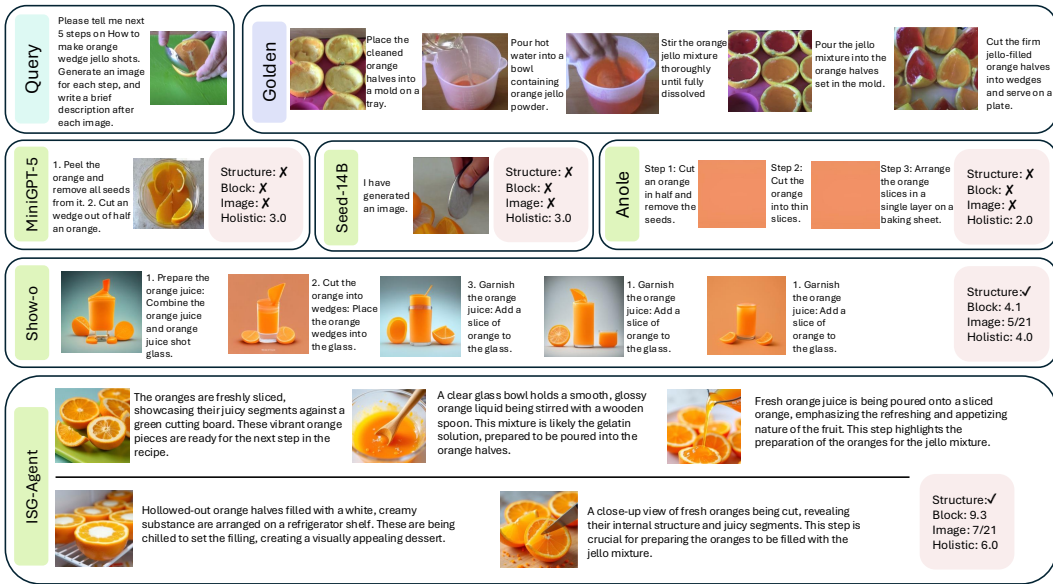 Query
Please tell me next
5 steps on How to
make orange
wedge jello shots.
Generate an image
for each step, and
write a brief
description after
each image.
Golden
Place the
cleaned
orange
halves into
a mold on a
tray.
Pour hot
water into a
bowl
containing
orange jello
powder.
Stir the orange
jello mixture
thoroughly
until fully
dissolved
Pour the jello
mixture into the
orange halves
set in the mold.
Cut the firm
jello-filled
orange halves
into wedges
and serve on a
plate.
MiniGPT-5
1. Peel the
orange and
remove all seeds
from it. 2. Cut an
wedge out of half
an orange.
Structure: ✗
Block: ✗
Image: ✗
Holistic: 3.0
Seed-14B
I have
generated
an image.
Structure: ✗
Block: ✗
Image: ✗
Holistic: 3.0
Anole
Step 1: Cut
an orange
in half and
remove the
seeds.
Step 2:
Cut the
orange
into thin
slices.
Step 3: Arrange
the orange
slices in a
single layer on a
baking sheet.
Structure: ✗
Block: ✗
Image: ✗
Holistic: 2.0
Show-o
1. Prepare the
orange juice:
Combine the
orange juice
and orange
juice shot
glass.
2. Cut the
orange into
wedges: Place
the orange
wedges into
the glass.
3. Garnish
the orange
juice: Add a
slice of
orange to
the glass.
1. Garnish
the orange
juice: Add a
slice of
orange to
the glass.
1. Garnish
the orange
juice: Add a
slice of
orange to
the glass.
Structure:✓
Block: 4.1
Image: 5/21
Holistic: 4.0
ISG-Agent
The oranges are freshly sliced,
showcasing their juicy segments against a
green cutting board. These vibrant orange
pieces are ready for the next step in the
recipe.
A clear glass bowl holds a smooth, glossy
orange liquid being stirred with a wooden
spoon. This mixture is likely the gelatin
solution, prepared to be poured into the
orange halves.
Fresh orange juice is being poured onto a sliced
orange, emphasizing the refreshing and appetizing
nature of the fruit. This step highlights the
preparation of the oranges for the jello mixture.
Hollowed-out orange halves filled with a white, creamy
substance are arranged on a refrigerator shelf. These are being
chilled to set the filling, creating a visually appealing dessert.
A close-up view of fresh oranges being cut, revealing
their internal structure and juicy segments. This step is
crucial for preparing the oranges to be filled with the
jello mixture.
Structure:✓
Block: 9.3
Image: 7/21
Holistic: 6.0